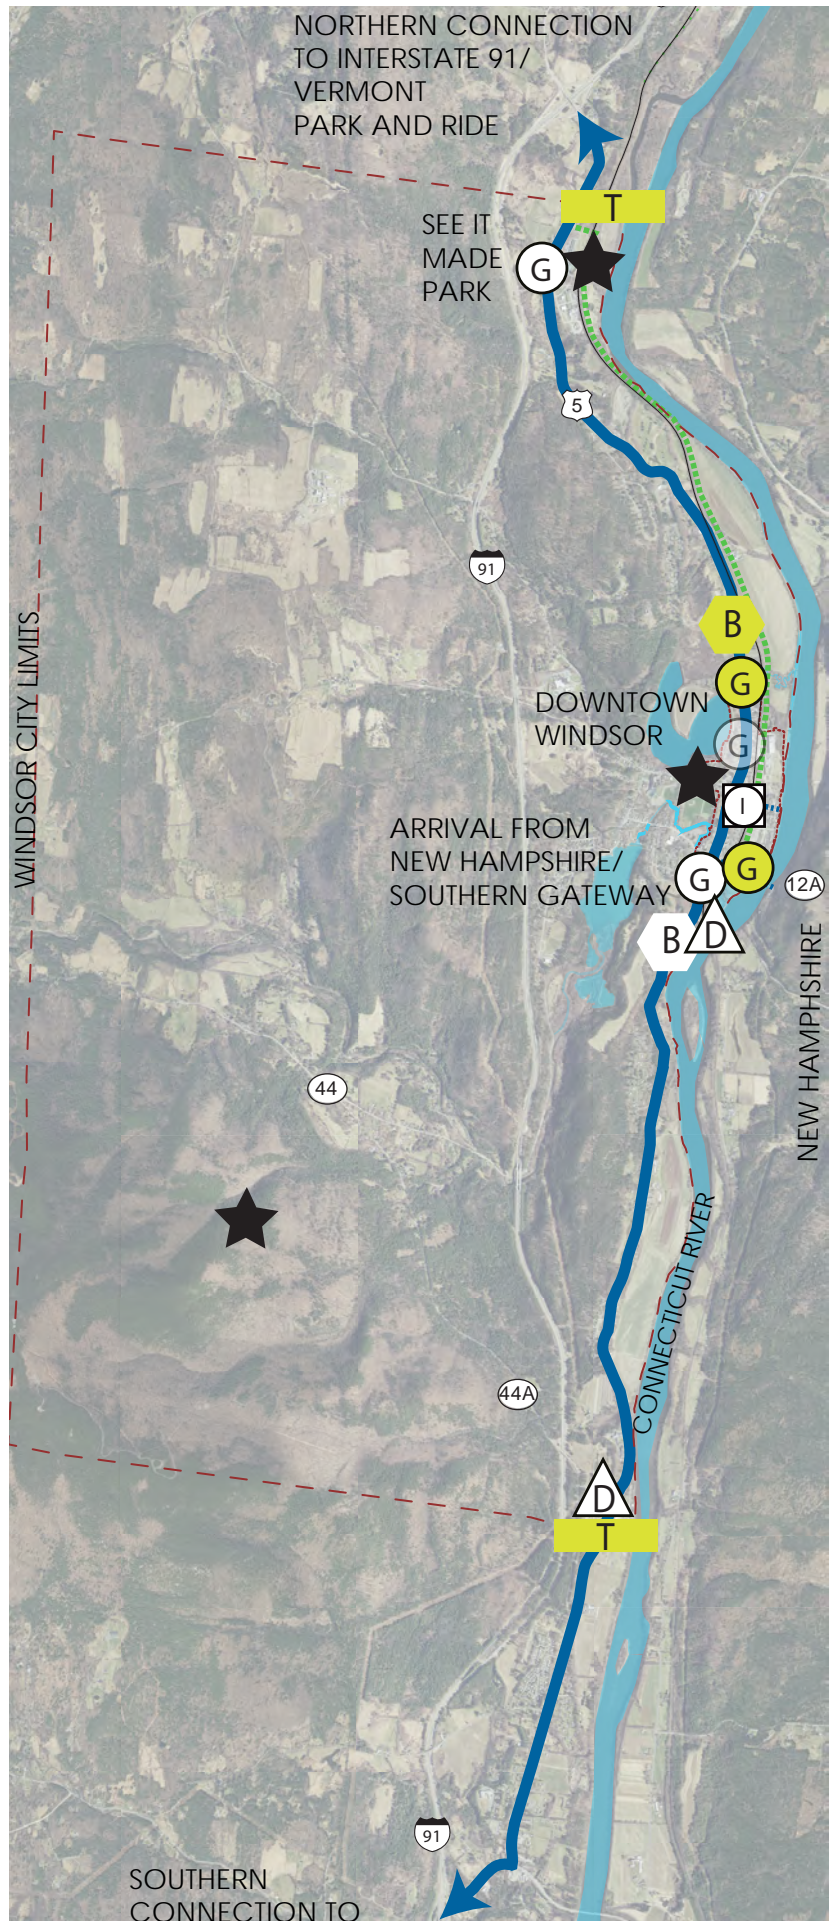 NORTHERN CONNECTION
TO INTERSTATE 91/
VERMONT
PARK AND RIDE
T
SEE IT
MADE
PARK
G
5
91
B
WINDSOR CITY LIMITS
G
DOWNTOWN
WINDSOR
G
I
ARRIVAL FROM
NEW HAMPSHIRE/
SOUTHERN GATEWAY
G
G
12A
B
D
NEW HAMPHSHIRE
44
CONNECTICUT RIVER
44A
D
T
91
SOUTHERN
CONNECTION TO